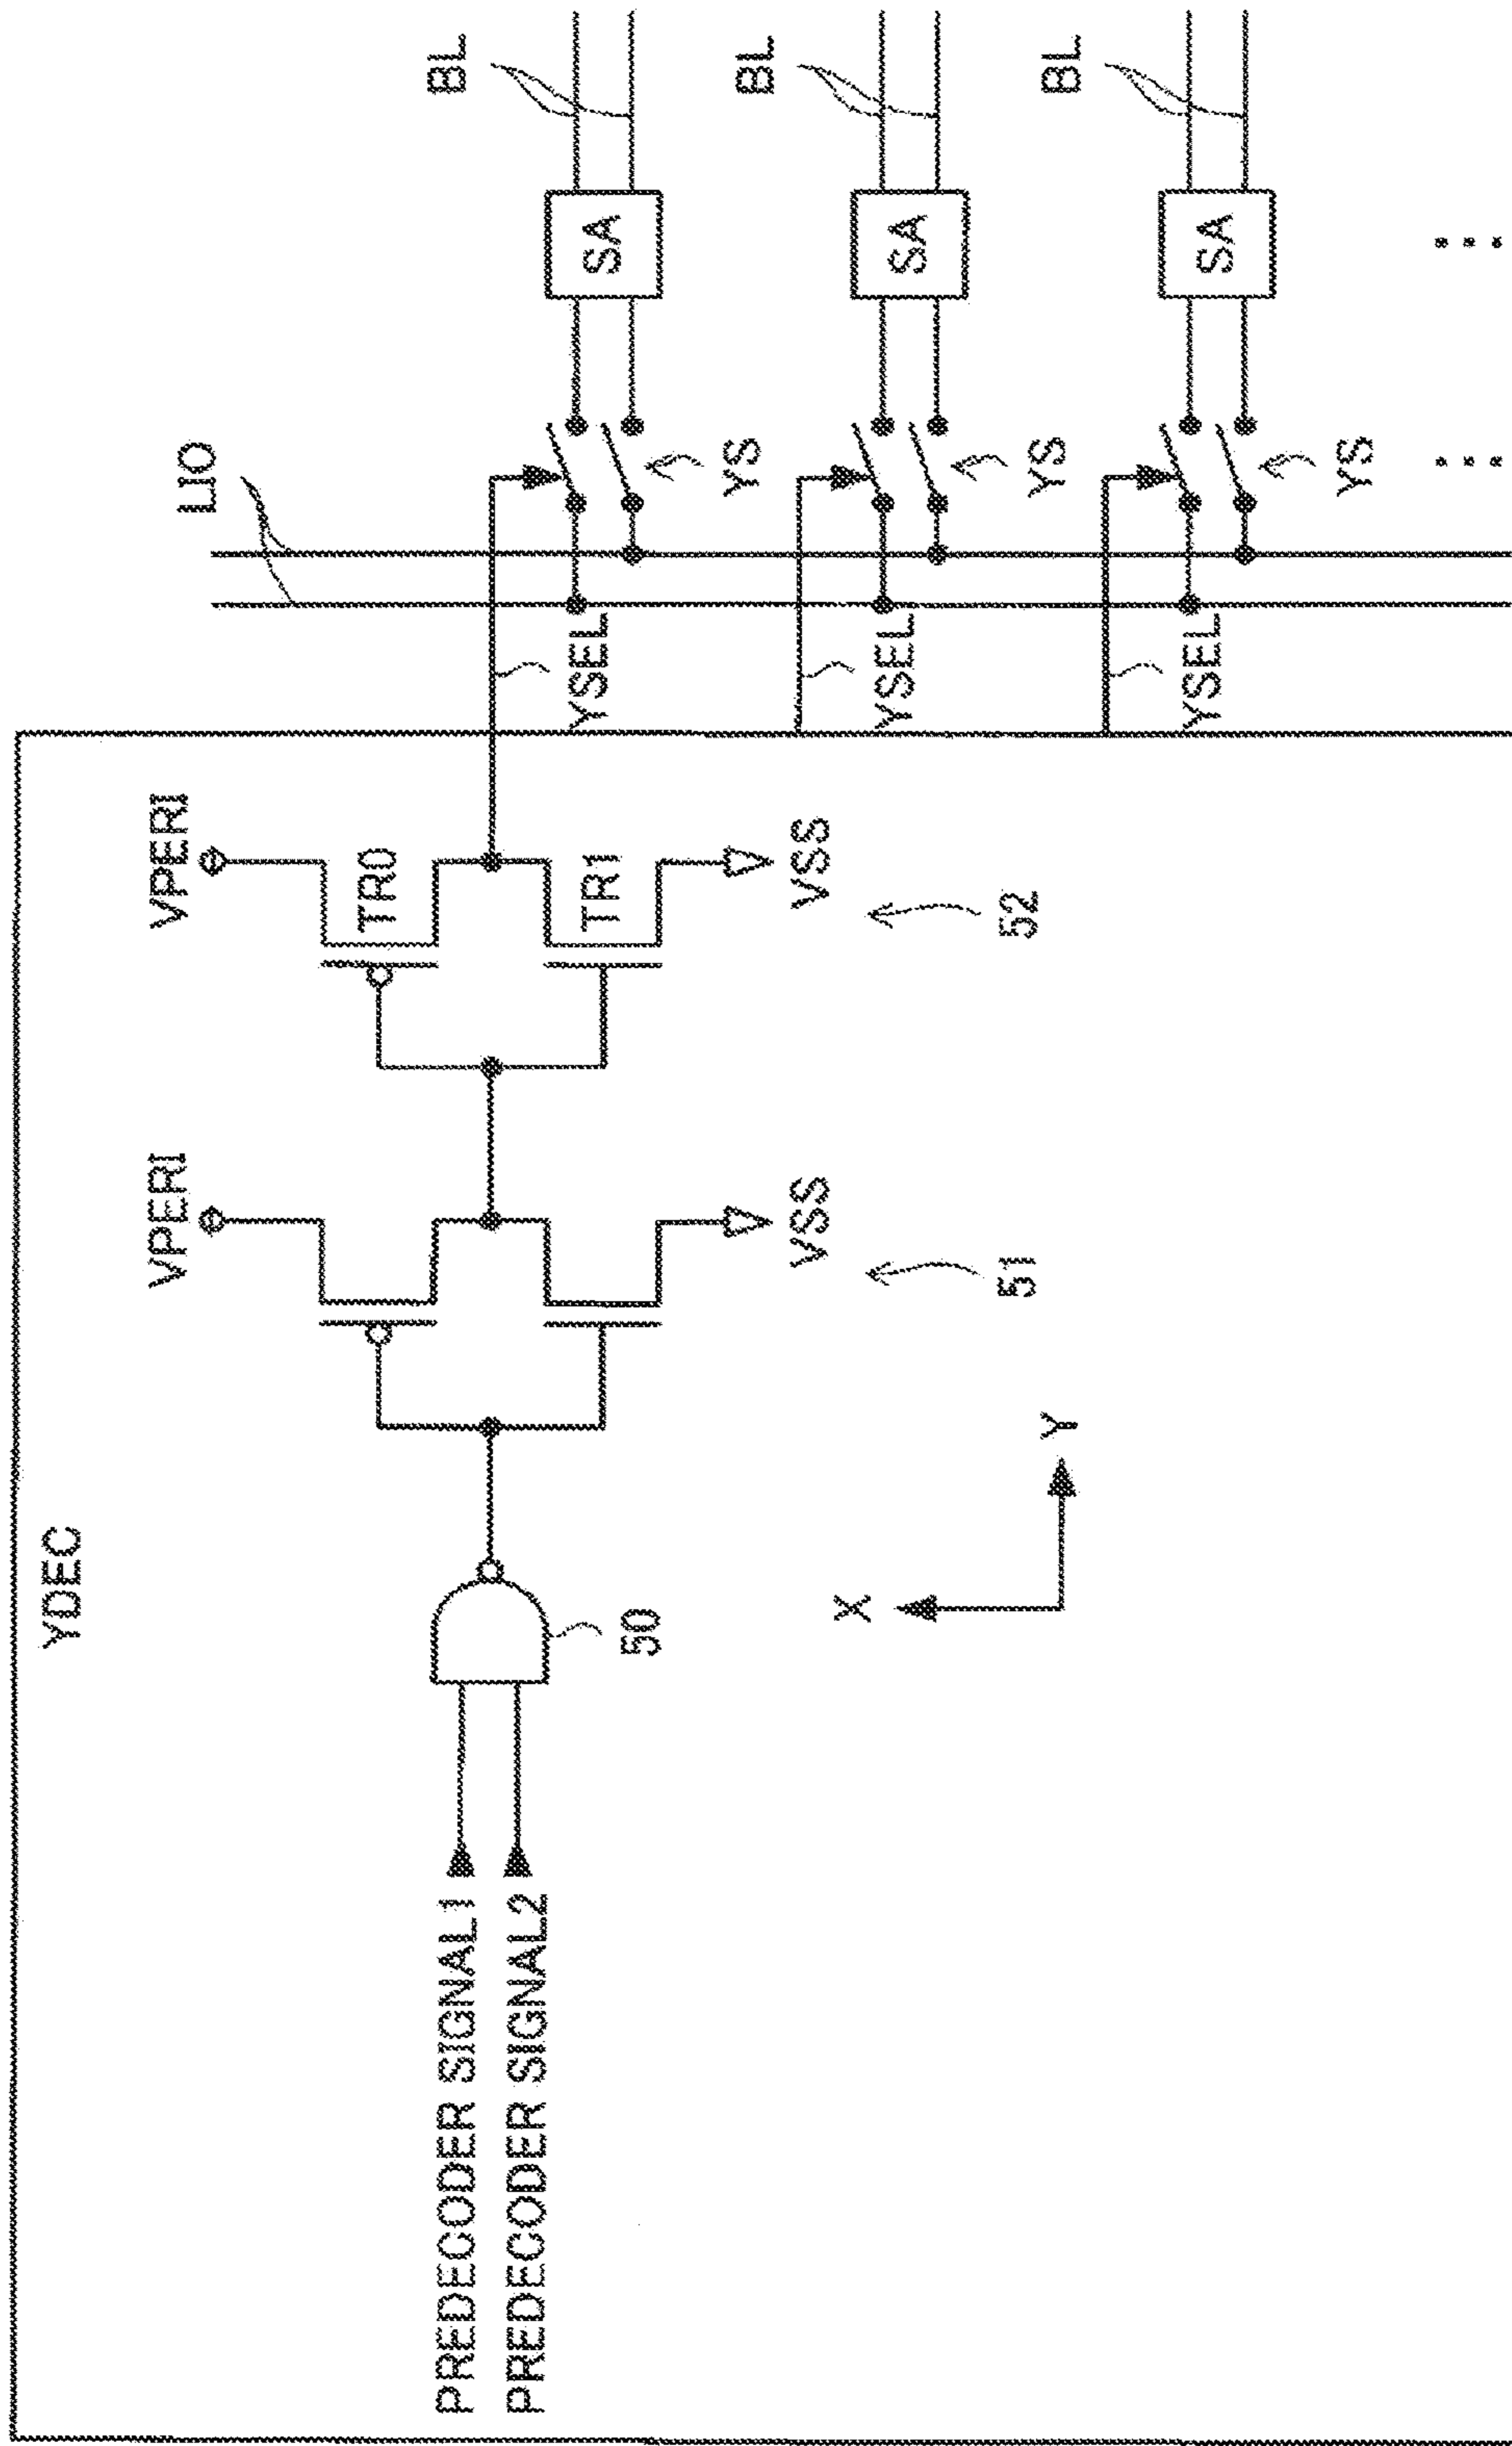 YDEC
PREDECODER SIGNAL1
PREDECODER SIGNAL2
50
VPERI
VSS
51
VPERI
TR0
TR1
VSS
52
X
Y
LIO
YSEL
YS
SA
BL
YSEL
YS
SA
BL
YSEL
YS
SA
BL